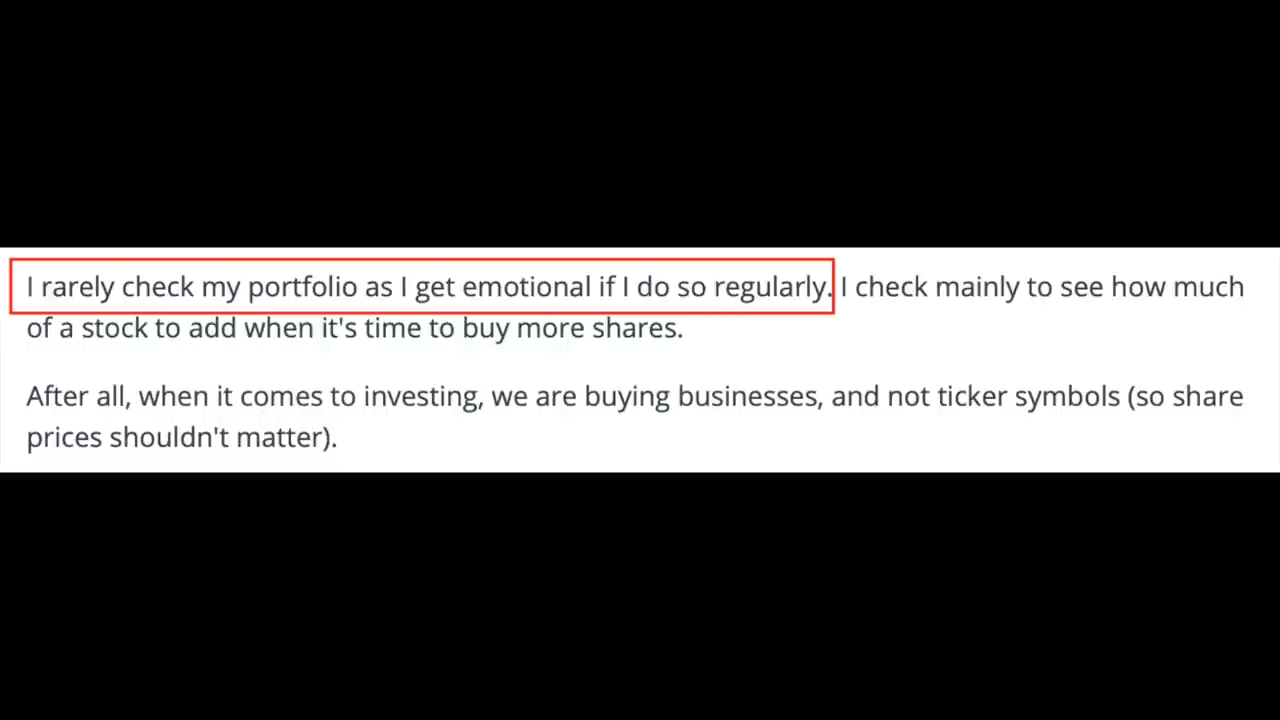 I rarely check my portfolio as I get emotional if I do so regularly. I check mainly to see how much
of a stock to add when it's time to buy more shares.
After all, when it comes to investing, we are buying businesses, and not ticker symbols (so share
prices shouldn't matter).